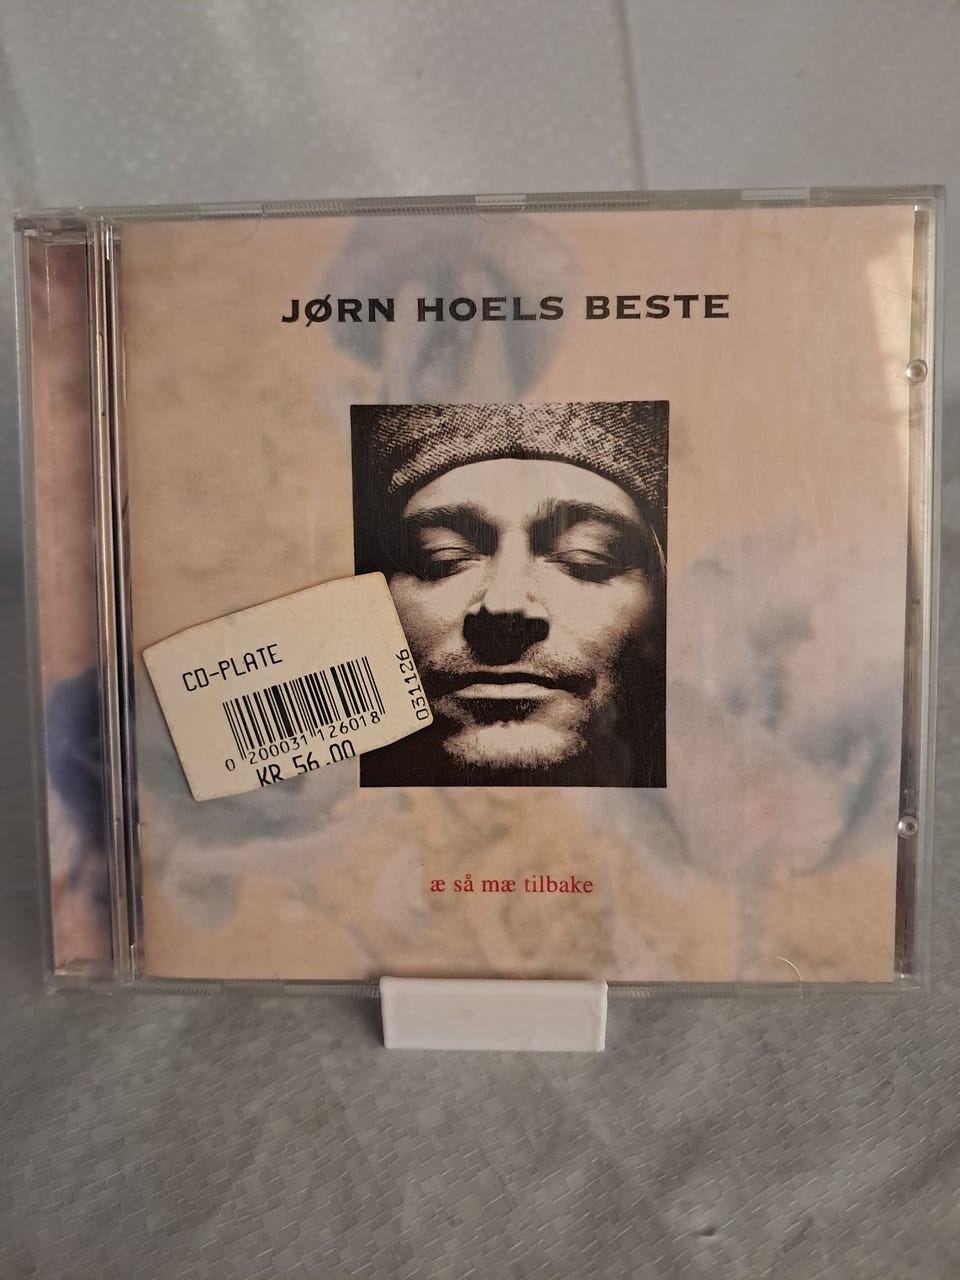 JØRN HOELS BESTE
CD-PLATE
031126
0 200031 126018
KR 56.00
æ så mæ tilbake